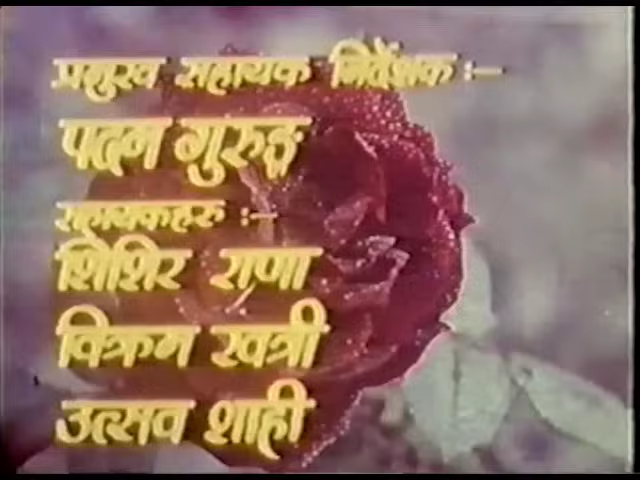 प्रमुख सहायक निर्देशक :—
पदम गुरुङ्ग
सहायकहरु :—
शिशिर राणा
विक्रम खत्री
उत्सव शाही